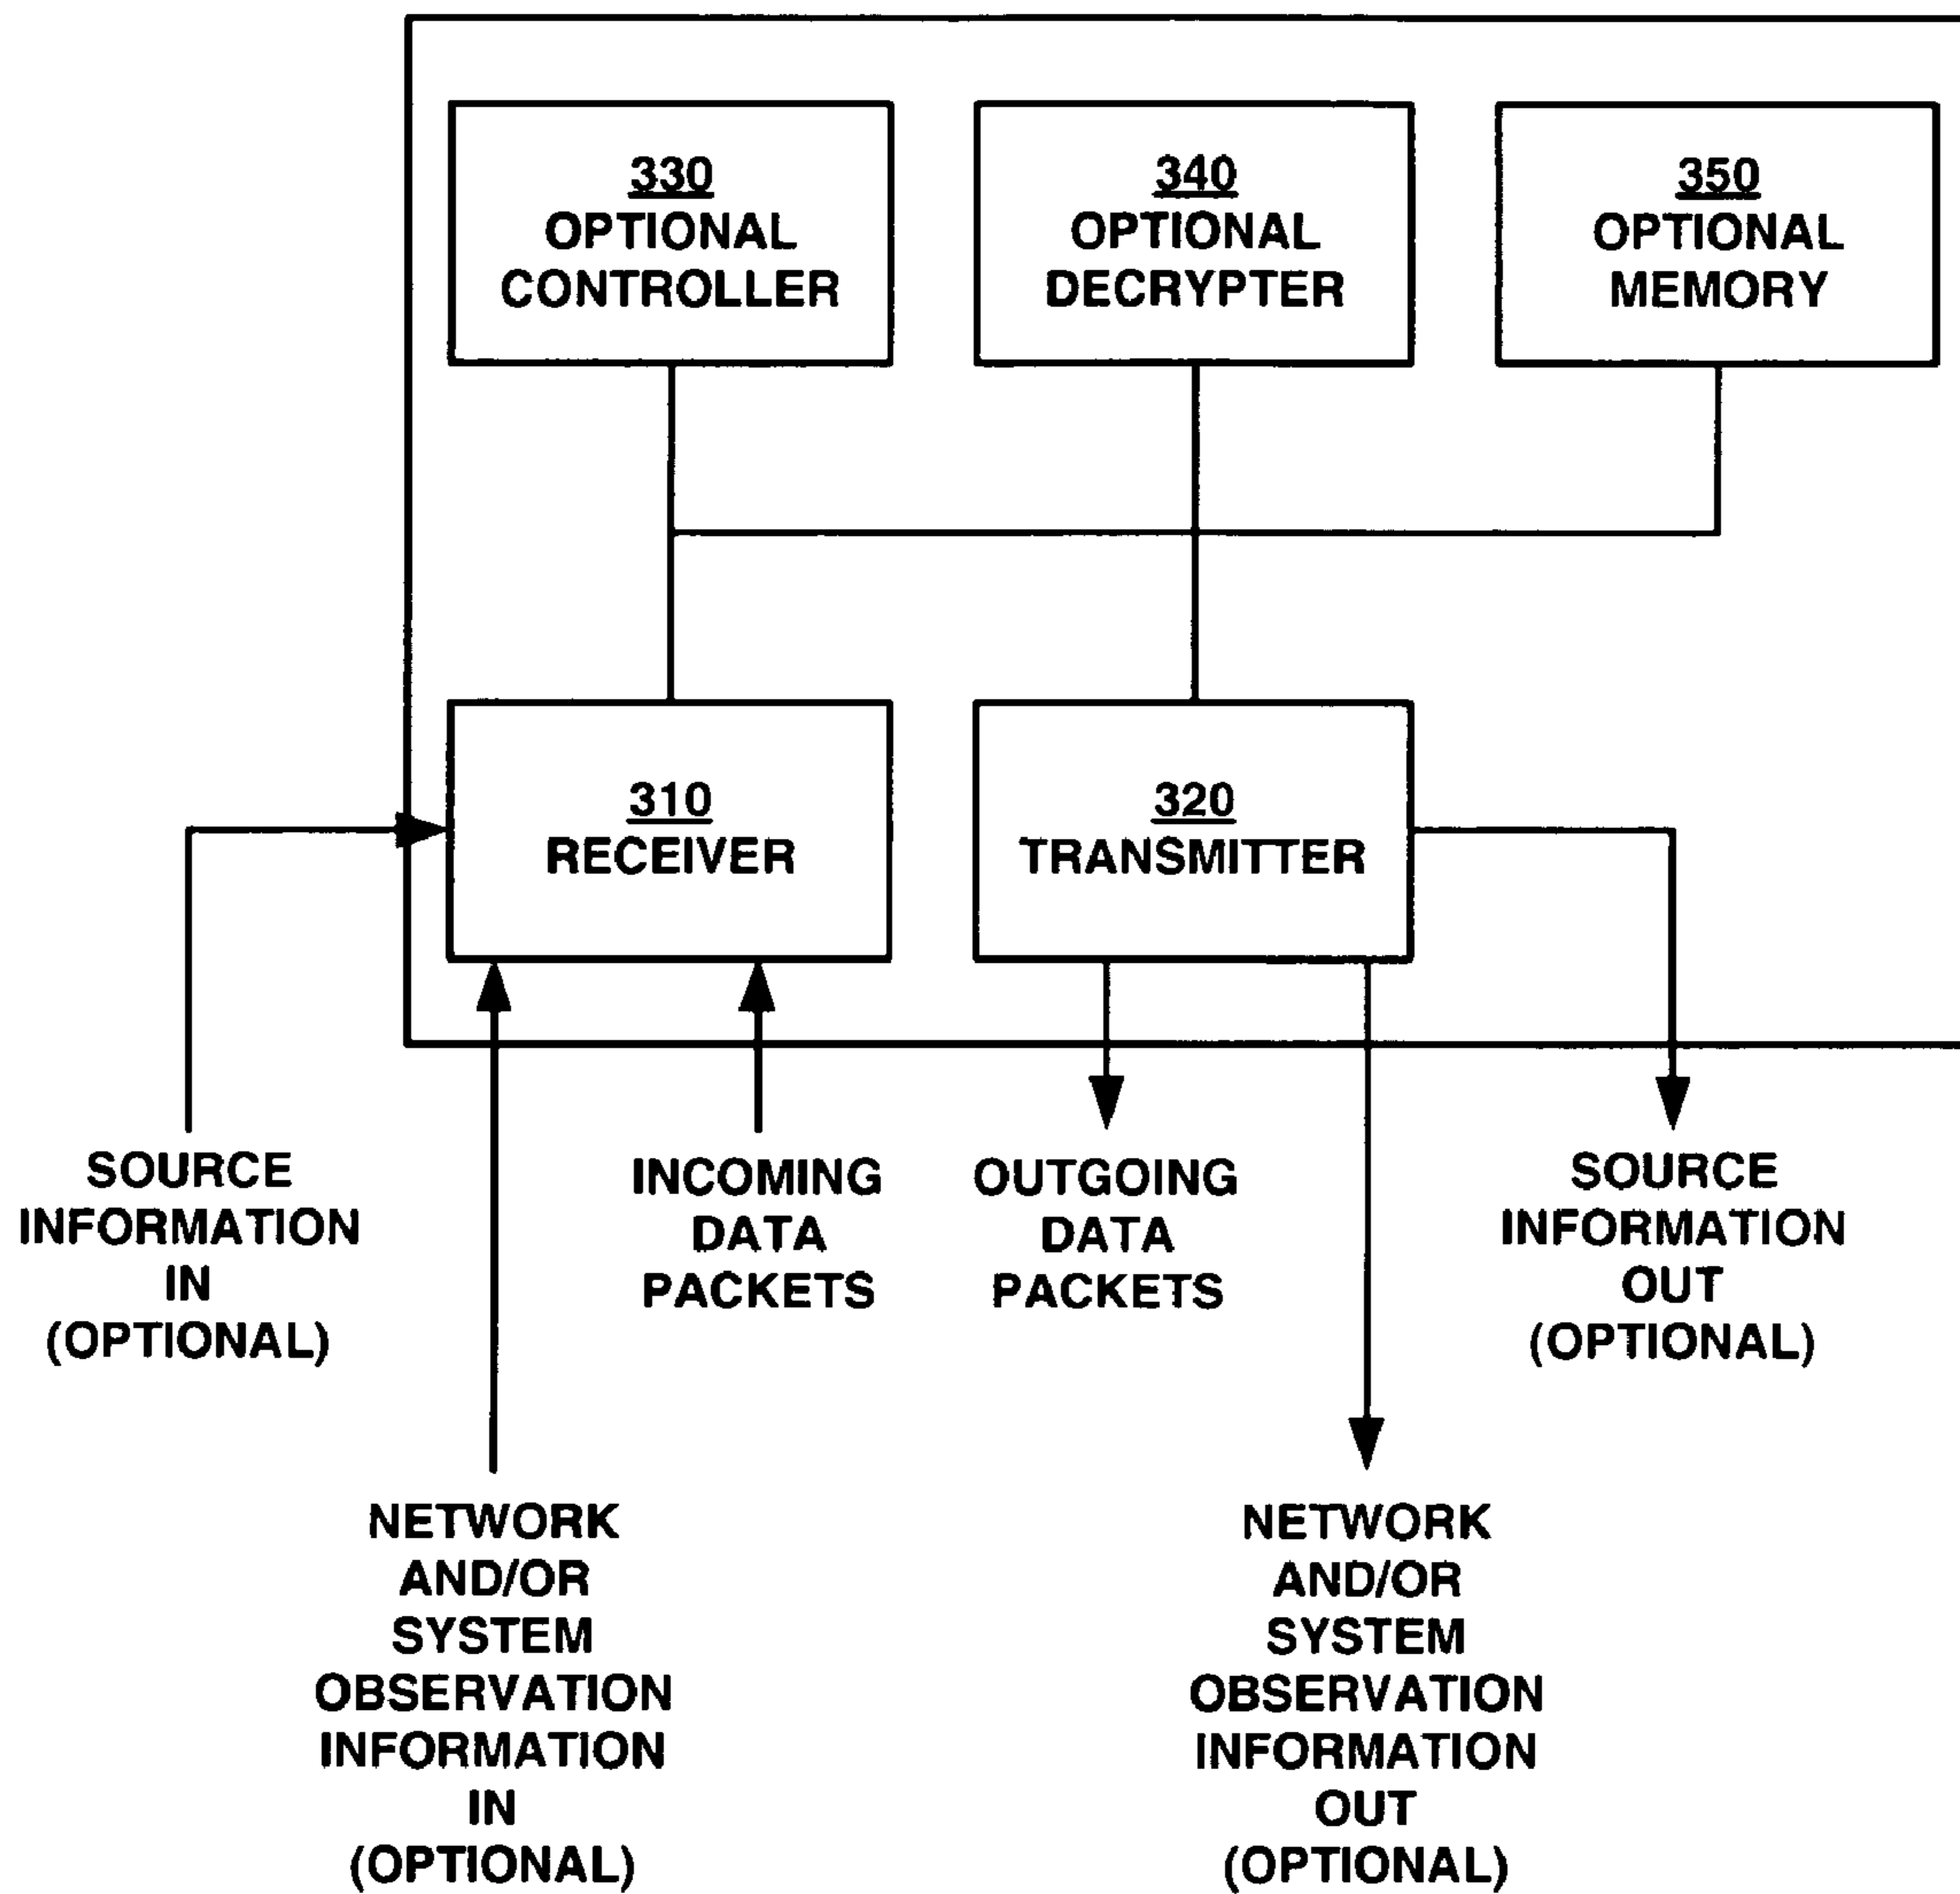 330
OPTIONAL
CONTROLLER
340
OPTIONAL
DECRYPTER
350
OPTIONAL
MEMORY
310
RECEIVER
320
TRANSMITTER
SOURCE
INFORMATION
IN
(OPTIONAL)
INCOMING
DATA
PACKETS
OUTGOING
DATA
PACKETS
SOURCE
INFORMATION
OUT
(OPTIONAL)
NETWORK
AND/OR
SYSTEM
OBSERVATION
INFORMATION
IN
(OPTIONAL)
NETWORK
AND/OR
SYSTEM
OBSERVATION
INFORMATION
OUT
(OPTIONAL)